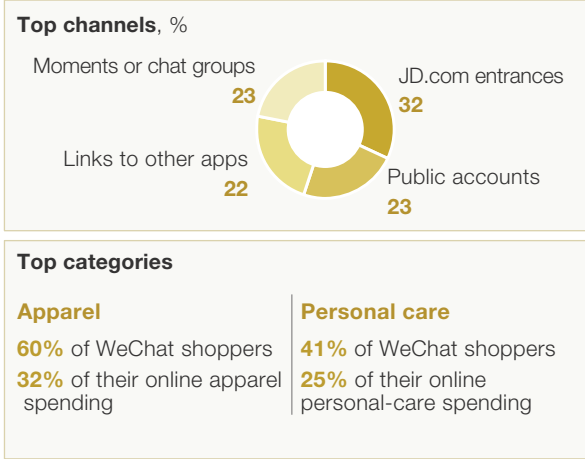 Top channels, %
Moments or chat groups
23
JD.com entrances
32
Links to other apps
22
Public accounts
23
Top categories
Apparel
60% of WeChat shoppers
32% of their online apparel
spending
Personal care
41% of WeChat shoppers
25% of their online
personal-care spending